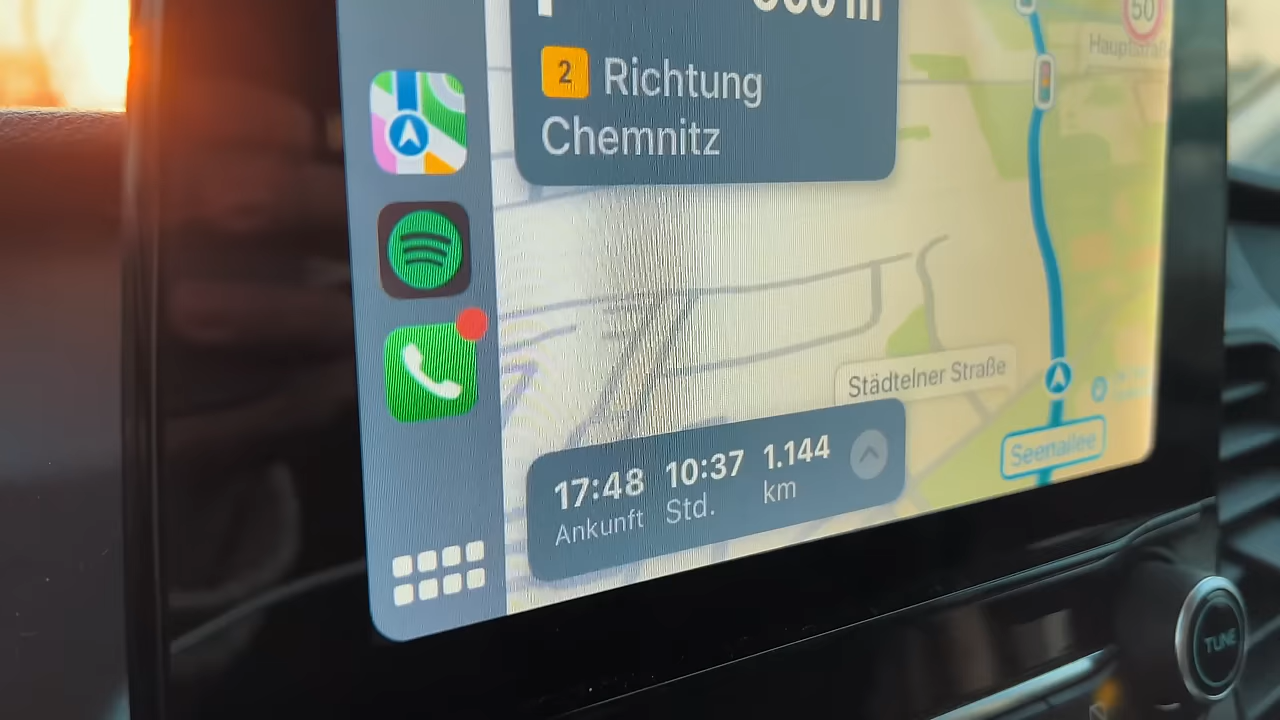 50
2 Richtung
Chemnitz
Städtelner Straße
Seenallee
17:48 10:37 1.144
Ankunft Std. km
TUNE